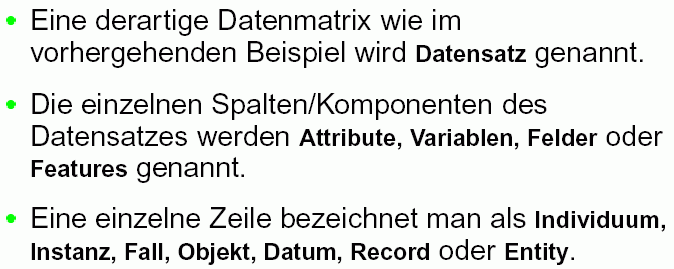 • Eine derartige Datenmatrix wie im
vorhergehenden Beispiel wird Datensatz genannt.
• Die einzelnen Spalten/Komponenten des
Datensatzes werden Attribute, Variablen, Felder oder
Features genannt.
• Eine einzelne Zeile bezeichnet man als Individuum,
Instanz, Fall, Objekt, Datum, Record oder Entity.